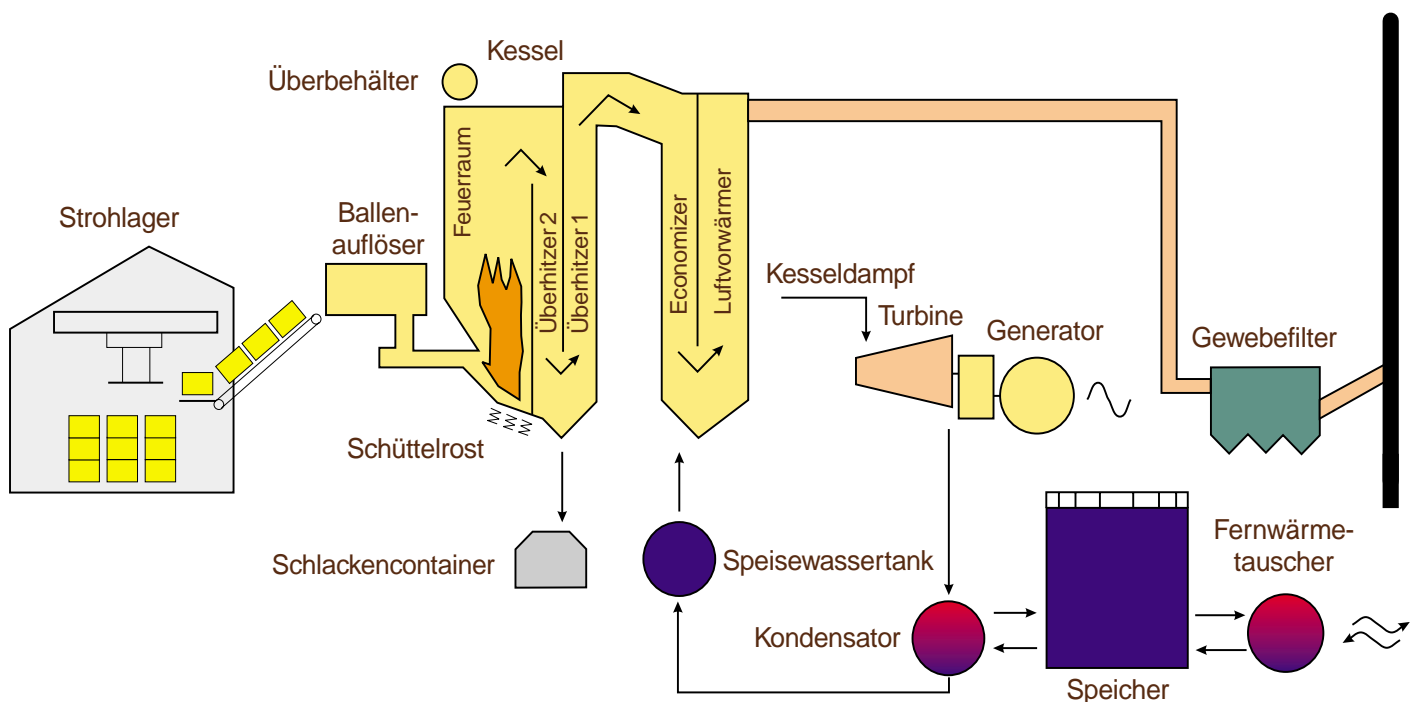 Kessel
Überbehälter
Feuerraum
Überhitzer 2
Überhitzer 1
Economizer
Luftvorwärmer
Strohlager
Ballen-
auflöser
Kesseldampf
Turbine
Generator
Gewebefilter
Schüttelrost
Schlackencontainer
Speisewassertank
Kondensator
Speicher
Fernwärme-
tauscher